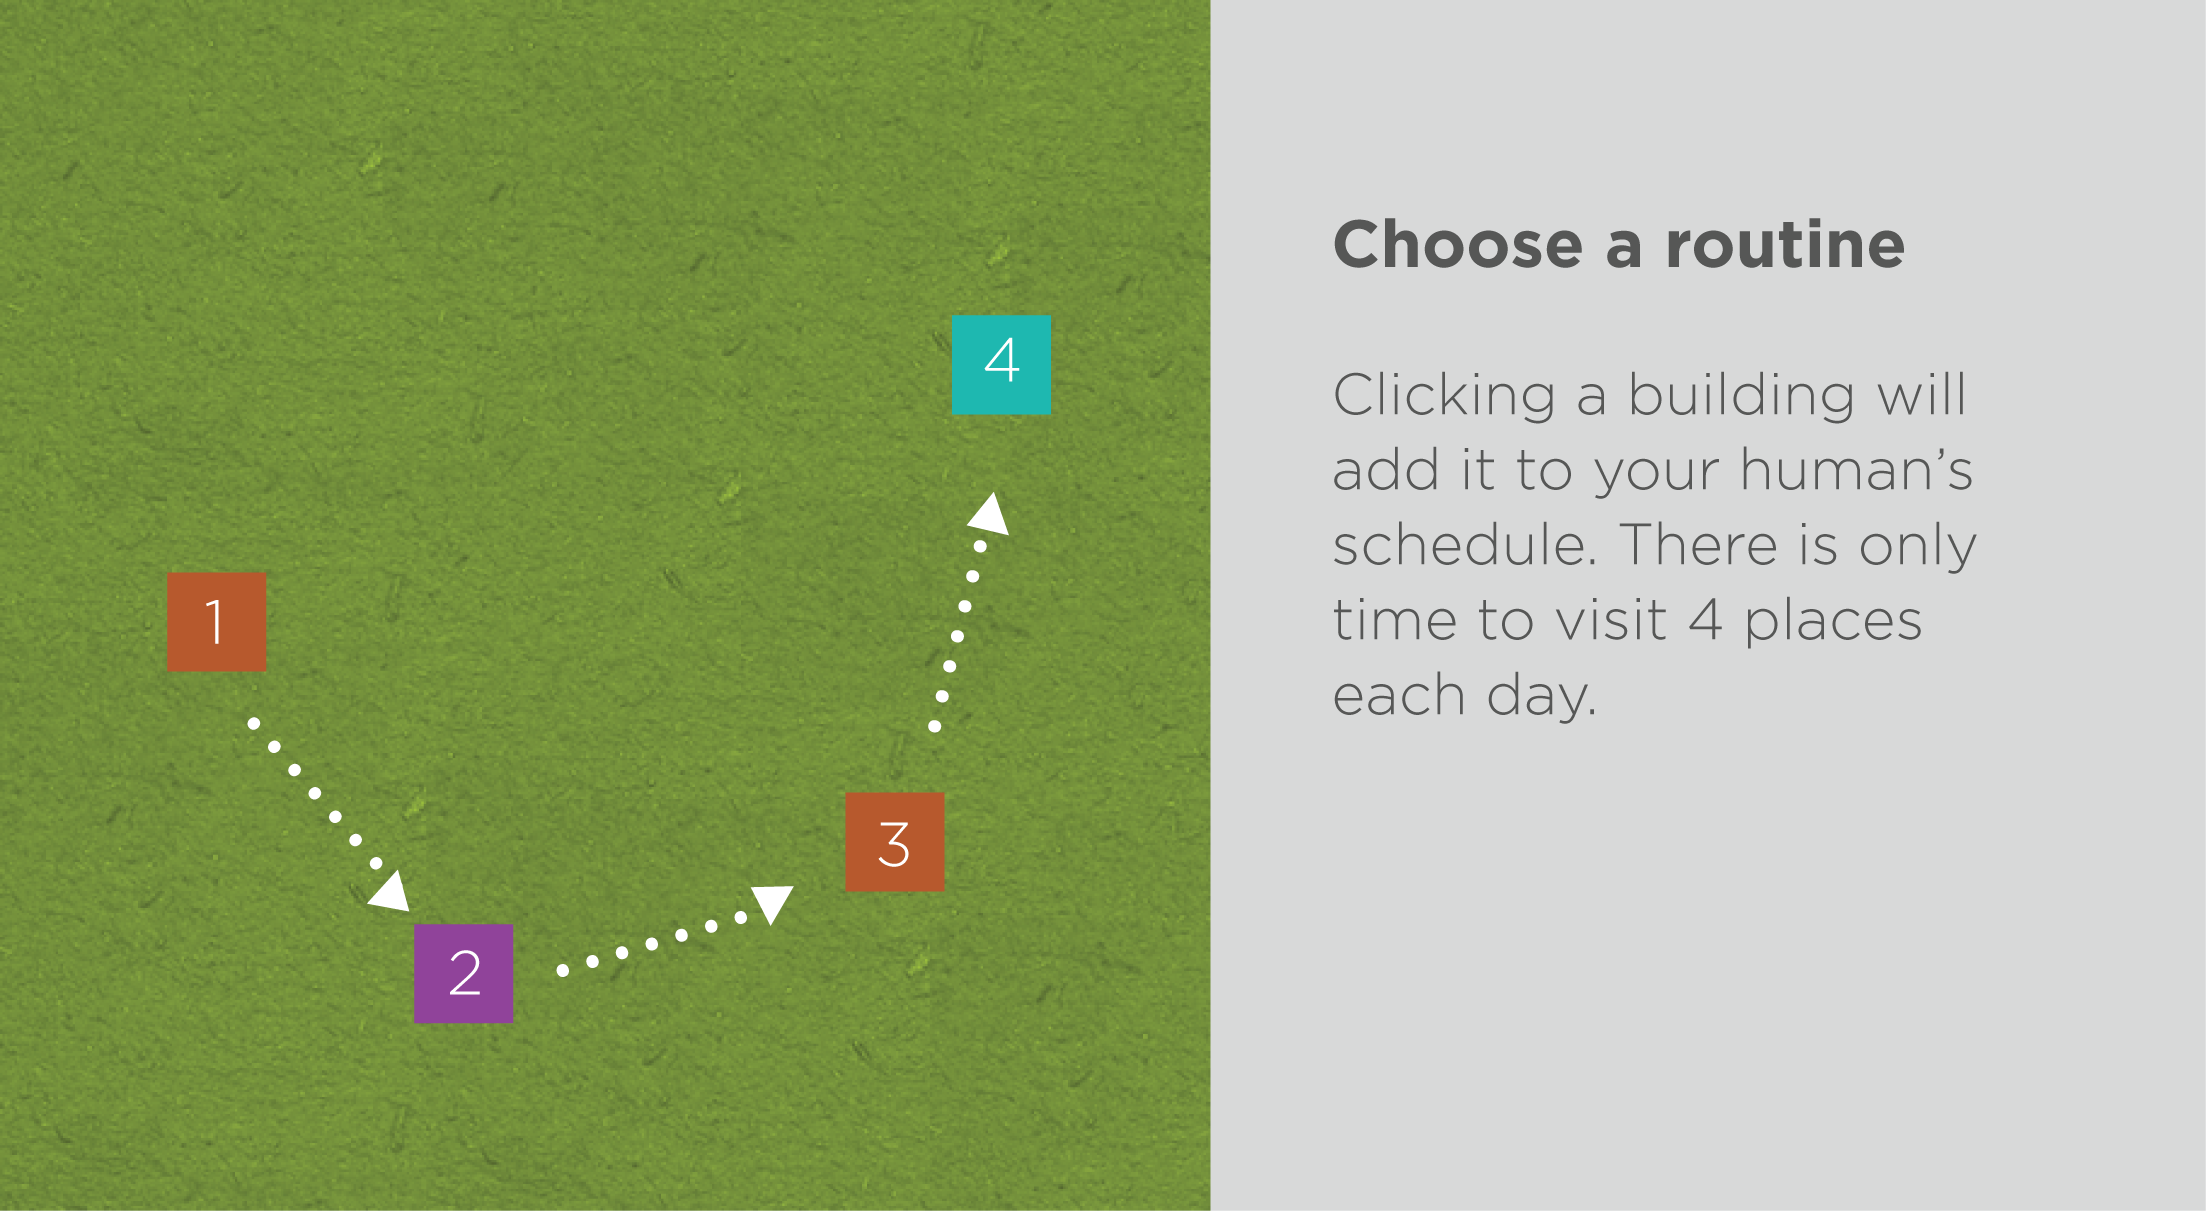 Choose a routine
Clicking a building will
add it to your human’s
schedule. There is only
time to visit 4 places
each day.
1
2
3
4